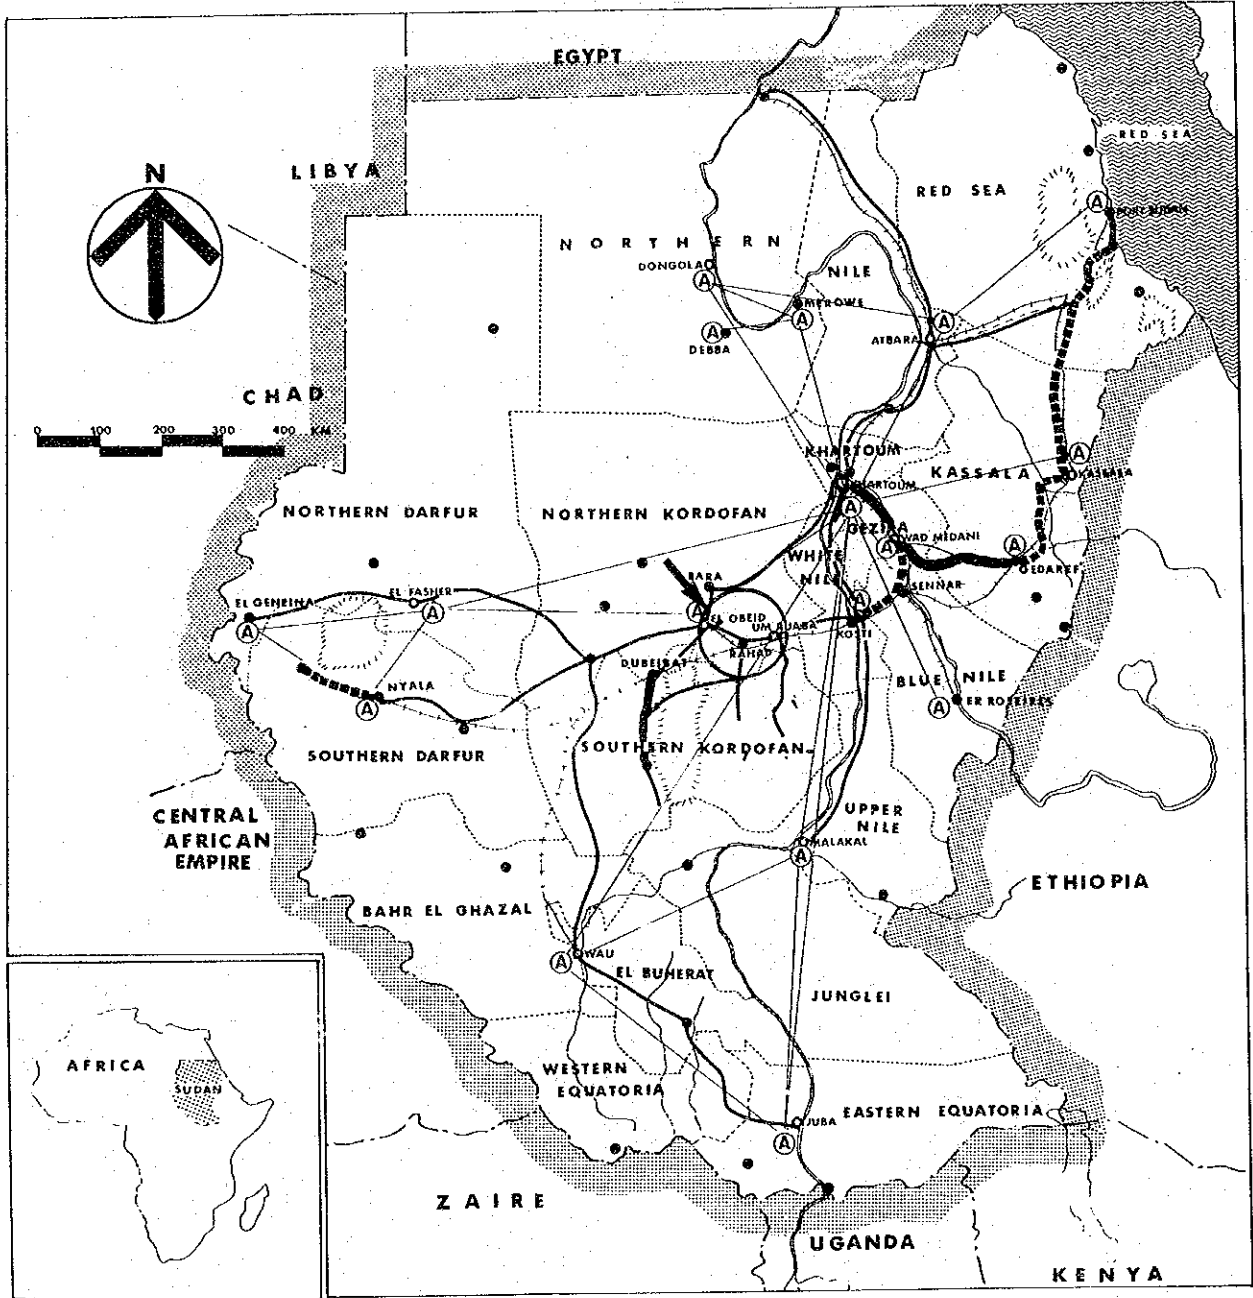 EGYPT
RED SEA
LIBYA
N
RED SEA
PORT SUDAN
NORTHERN
DONGOLA
A
NILE
A
MEROWE
A
A
DEBBA
A
A
ATBARA
CHAD
0 100 200 300 400 KM
KHARTOUM
A
KASSALA
KASSALA
KHARTOUM
NORTHERN DARFUR
NORTHERN KORDOFAN
A
GEZIRA
WAD MEDANI
A
A
WHITE
NILE
EDAREF
BARA
SENNAR
EL FASHER
EL GENEINA
A
A
A
EL OBEID
A
UM RUABA
KOSTI
RAHAD
DUBEIBAT
NYALA
A
BLUE NILE
A
ER ROSEIRES
SOUTHERN DARFUR
SOUTHERN KORDOFAN
CENTRAL
AFRICAN
EMPIRE
UPPER
NILE
MALAKAL
A
ETHIOPIA
BAHR EL GHAZAL
WAU
A
EL BUHERAT
JUNGLEI
AFRICA
SUDAN
WESTERN
EQUATORIA
EASTERN EQUATORIA
JUBA
A
ZAIRE
UGANDA
KENYA